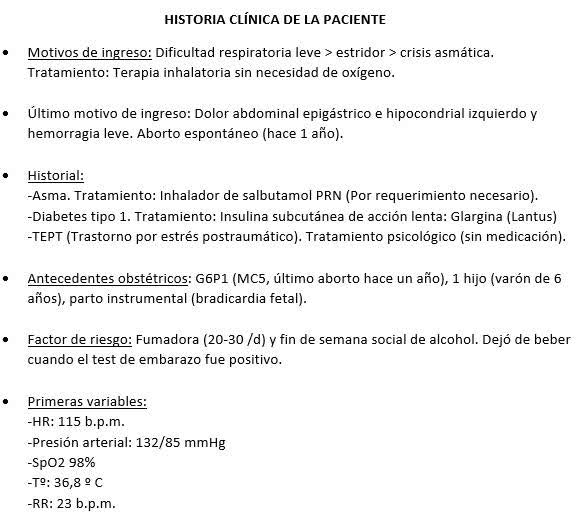 HISTORIA CLÍNICA DE LA PACIENTE
• Motivos de ingreso: Dificultad respiratoria leve > estridor > crisis asmática.
Tratamiento: Terapia inhalatoria sin necesidad de oxígeno.
• Último motivo de ingreso: Dolor abdominal epigástrico e hipocondrial izquierdo y
hemorragia leve. Aborto espontáneo (hace 1 año).
• Historial:
-Asma. Tratamiento: Inhalador de salbutamol PRN (Por requerimiento necesario).
-Diabetes tipo 1. Tratamiento: Insulina subcutánea de acción lenta: Glargina (Lantus)
-TEPT (Trastorno por estrés postraumático). Tratamiento psicológico (sin medicación).
• Antecedentes obstétricos: G6P1 (MC5, último aborto hace un año), 1 hijo (varón de 6
años), parto instrumental (bradicardia fetal).
• Factor de riesgo: Fumadora (20-30 /d) y fin de semana social de alcohol. Dejó de beber
cuando el test de embarazo fue positivo.
• Primeras variables:
-HR: 115 b.p.m.
-Presión arterial: 132/85 mmHg
-SpO2 98%
-Tº: 36,8 º C
-RR: 23 b.p.m.